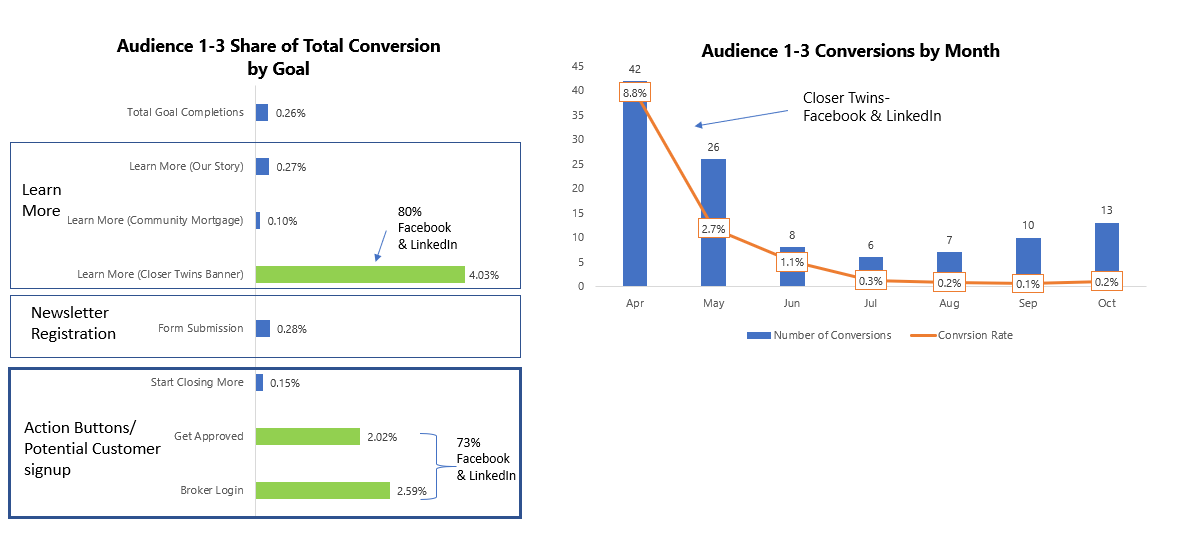 Audience 1-3 Share of Total Conversion
by Goal
Total Goal Completions
0.26%
Learn
More
Learn More (Our Story)
0.27%
Learn More (Community Mortgage)
0.10%
80%
Facebook
& LinkedIn
Learn More (Closer Twins Banner)
4.03%
Newsletter
Registration
Form Submission
0.28%
Action Buttons/
Potential Customer
signup
Start Closing More
0.15%
Get Approved
2.02%
Broker Login
2.59%
73%
Facebook
& LinkedIn
Audience 1-3 Conversions by Month
45
40
35
30
25
20
15
10
5
0
42
8.8%
26
2.7%
8
1.1%
6
0.3%
7
0.2%
10
0.1%
13
0.2%
Closer Twins-
Facebook & LinkedIn
Apr May Jun Jul Aug Sep Oct
Number of Conversions Convrsion Rate